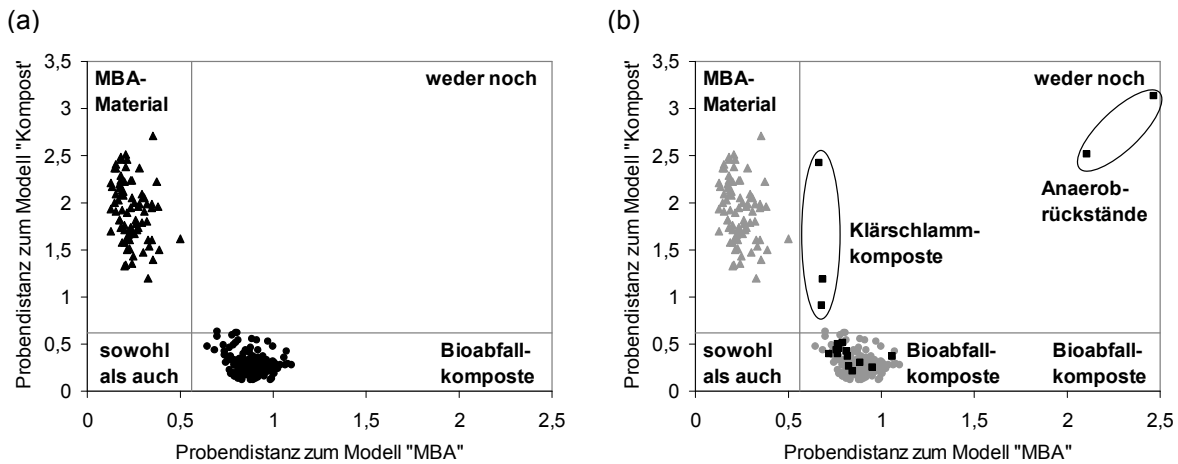 (a)
Probendistanz zum Modell "Kompost"
3,5
3
2,5
2
1,5
1
0,5
0
MBA-
Material
weder noch
sowohl
als auch
Bioabfall-
komposte
0
0,5
1
1,5
2
2,5
Probendistanz zum Modell "MBA"
(b)
Probendistanz zum Modell "Kompost"
3,5
3
2,5
2
1,5
1
0,5
0
MBA-
Material
weder noch
Anaerob-
rückstände
Klärschlamm-
komposte
sowohl
als auch
Bioabfall-
komposte
Bioabfall-
komposte
0
0,5
1
1,5
2
2,5
Probendistanz zum Modell "MBA"